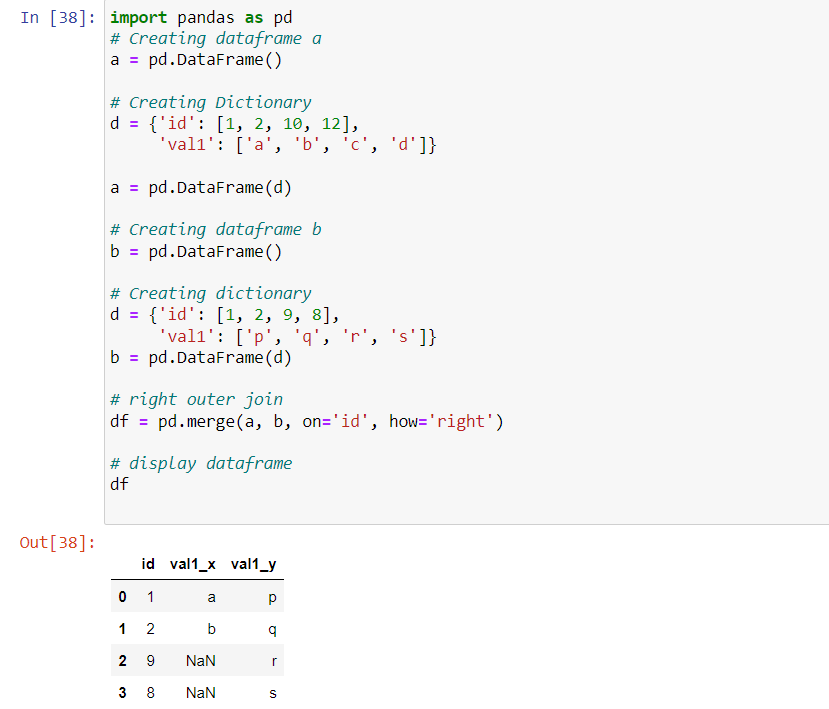 In [38]: import pandas as pd
# Creating dataframe a
a = pd.DataFrame()
# Creating Dictionary
d = {'id': [1, 2, 10, 12],
'val1': ['a', 'b', 'c', 'd']}
a = pd.DataFrame(d)
# Creating dataframe b
b = pd.DataFrame()
# Creating dictionary
d = {'id': [1, 2, 9, 8],
'val1': ['p', 'q', 'r', 's']}
b = pd.DataFrame(d)
# right outer join
df = pd.merge(a, b, on='id', how='right')
# display dataframe
df
Out[38]:
id val1_x val1_y
0 1 a p
1 2 b q
2 9 NaN r
3 8 NaN s